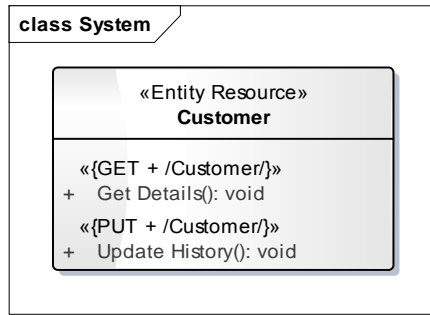 class System
«Entity Resource»
Customer
«{GET + /Customer/}»
+ Get Details(): void
«{PUT + /Customer/}»
+ Update History(): void